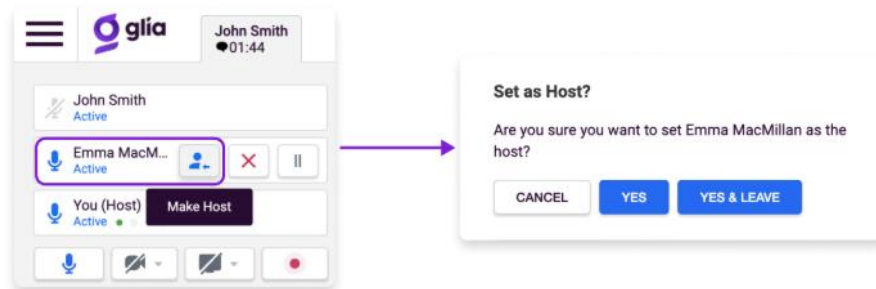 glia
John Smith
01:44
John Smith
Active
Emma MacM...
Active
You (Host)
Active
Make Host
Set as Host?
Are you sure you want to set Emma MacMillan as the
host?
CANCEL
YES
YES & LEAVE